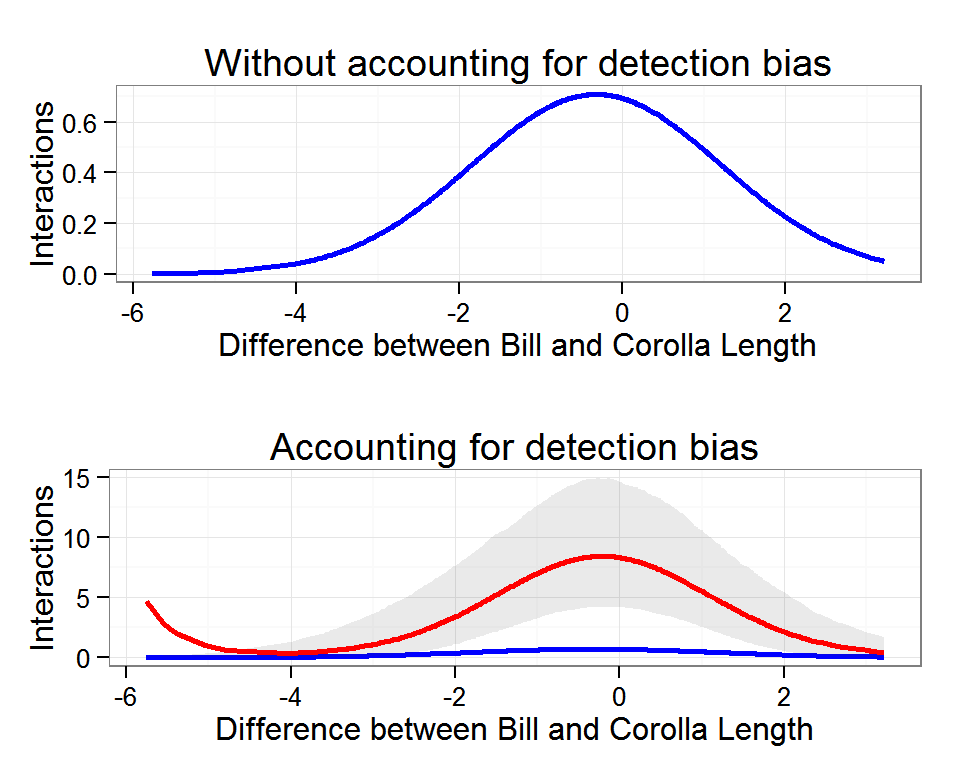 Without accounting for detection bias
Interactions
0.6
0.4
0.2
0.0
-6 -4 -2 0 2
Difference between Bill and Corolla Length
Accounting for detection bias
Interactions
15
10
5
0
-6 -4 -2 0 2
Difference between Bill and Corolla Length